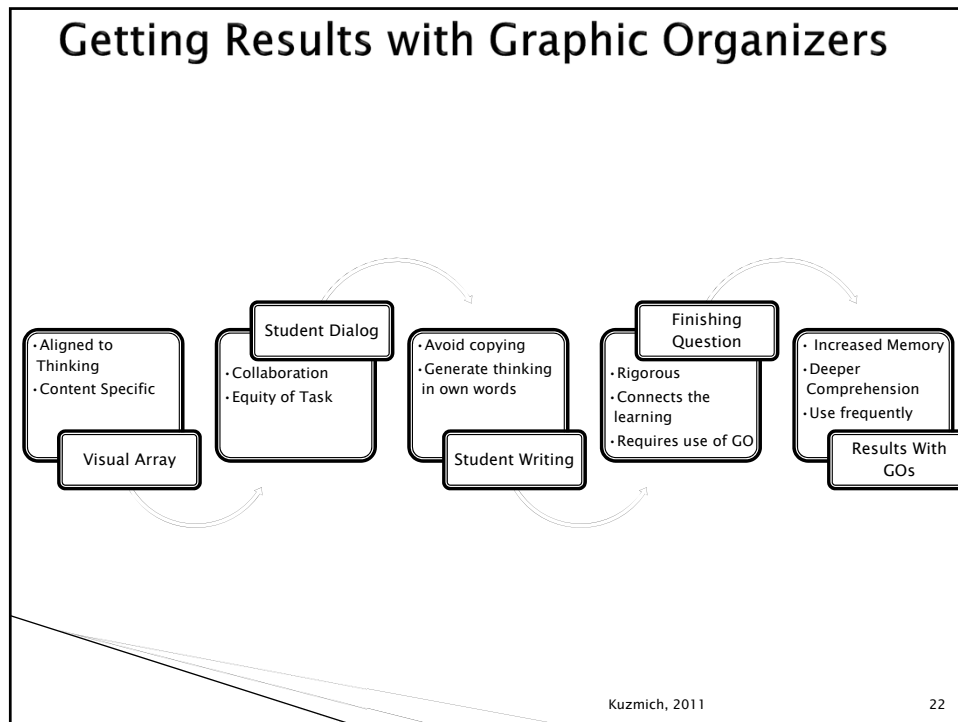 Getting Results with Graphic Organizers
· Aligned to
Thinking
· Content Specific
Visual Array
Student Dialog
· Collaboration
· Equity of Task
· Avoid copying
· Generate thinking
in own words
Student Writing
Finishing
Question
· Rigorous
· Connects the
learning
· Requires use of GO
· Increased Memory
· Deeper
Comprehension
· Use frequently
Results With
GOs
Kuzmich, 2011
22